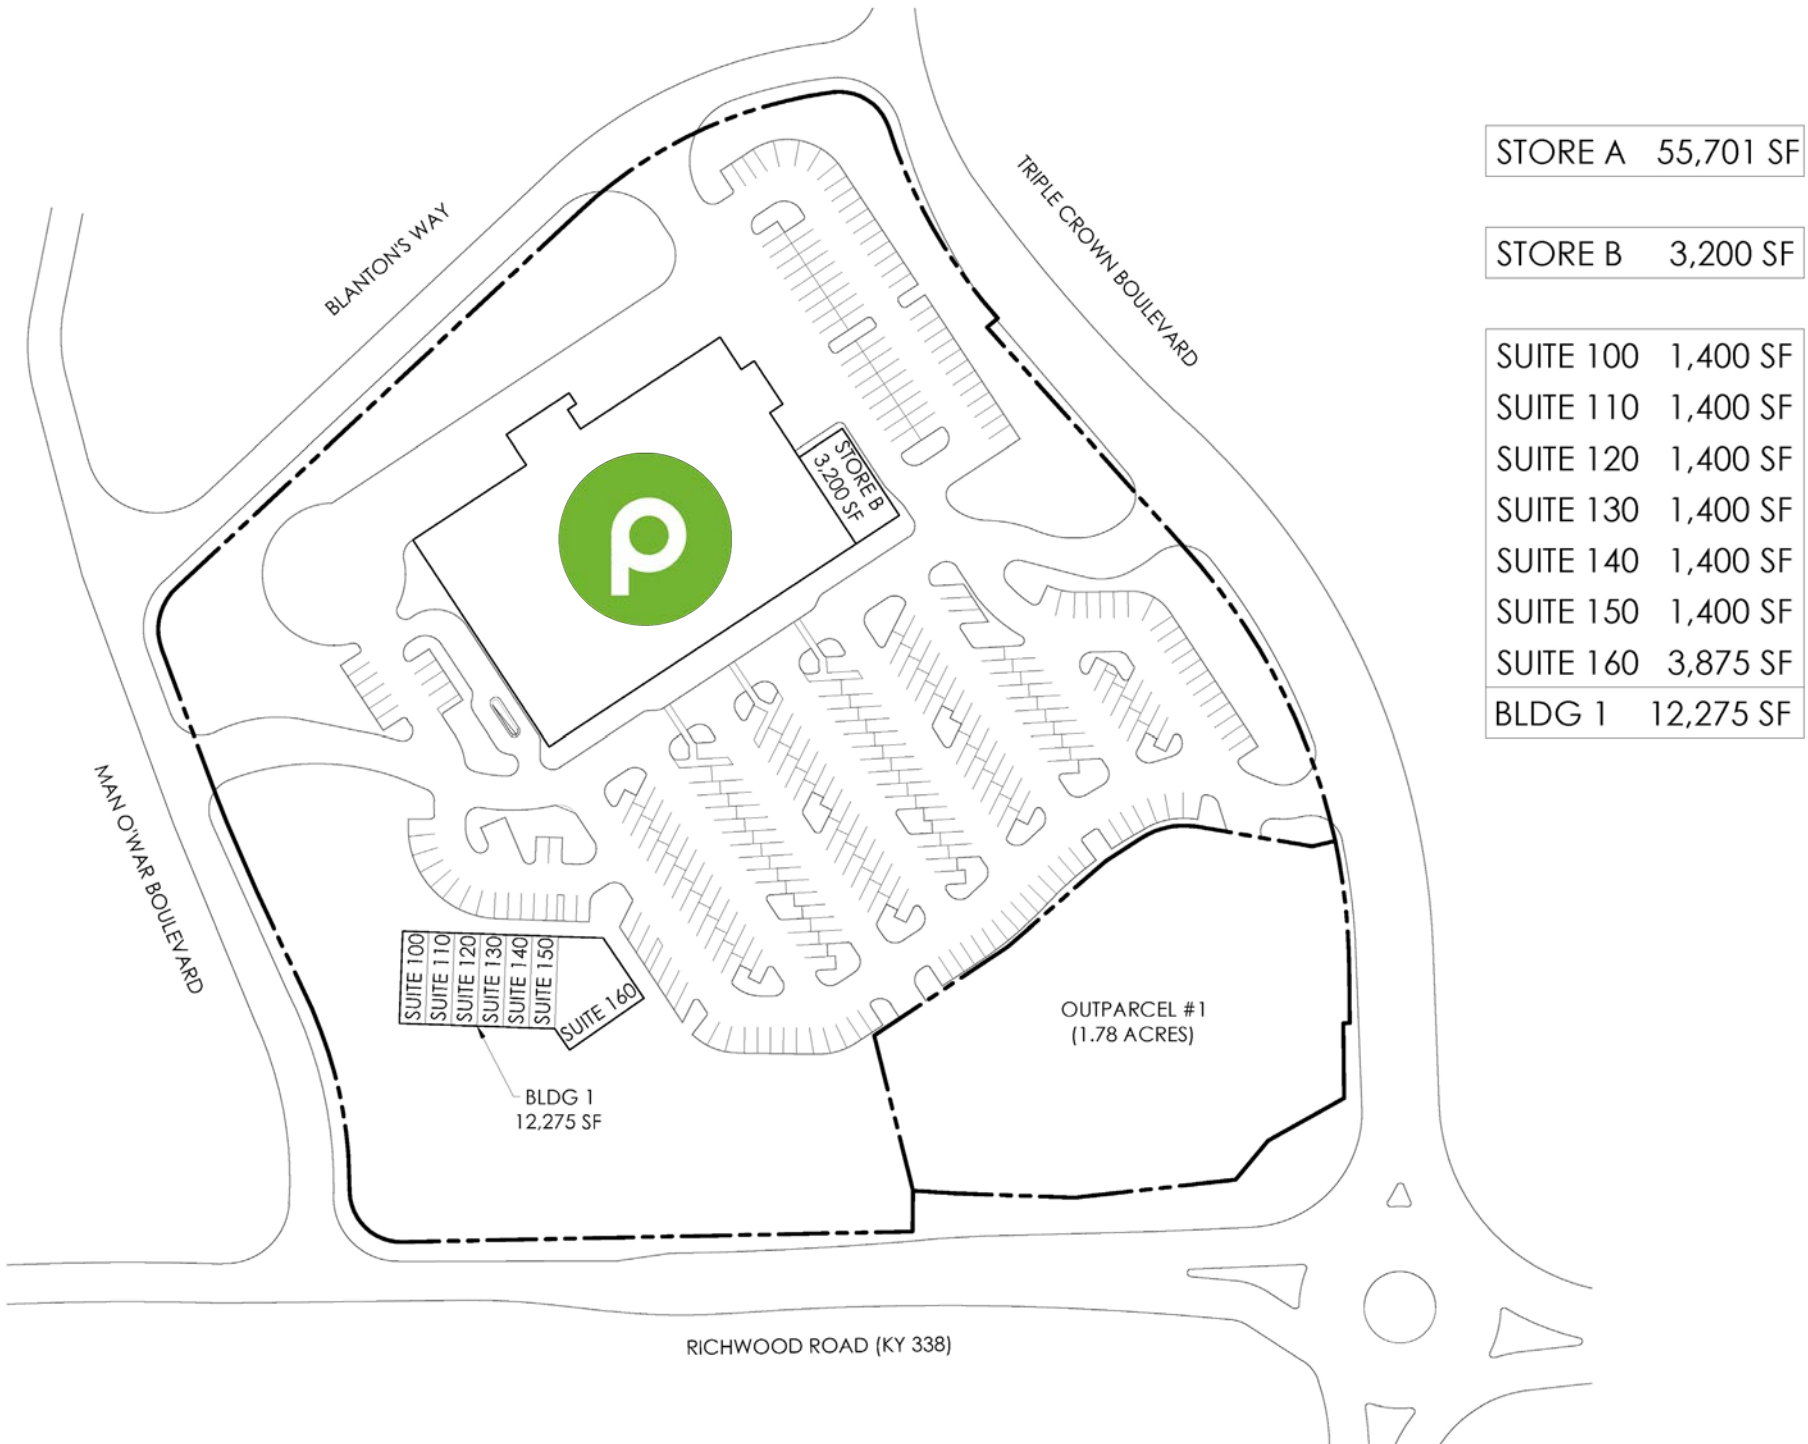 BLANTON'S WAY
TRIPLE CROWN BOULEVARD
STORE A 55,701 SF
STORE B 3,200 SF
SUITE 100 1,400 SF
SUITE 110 1,400 SF
SUITE 120 1,400 SF
SUITE 130 1,400 SF
SUITE 140 1,400 SF
SUITE 150 1,400 SF
SUITE 160 3,875 SF
BLDG 1 12,275 SF
STORE B
3,200 SF
p
MAN O'WAR BOULEVARD
SUITE 100
SUITE 110
SUITE 120
SUITE 130
SUITE 140
SUITE 150
SUITE 160
BLDG 1
12,275 SF
OUTPARCEL #1
(1.78 ACRES)
RICHWOOD ROAD (KY 338)